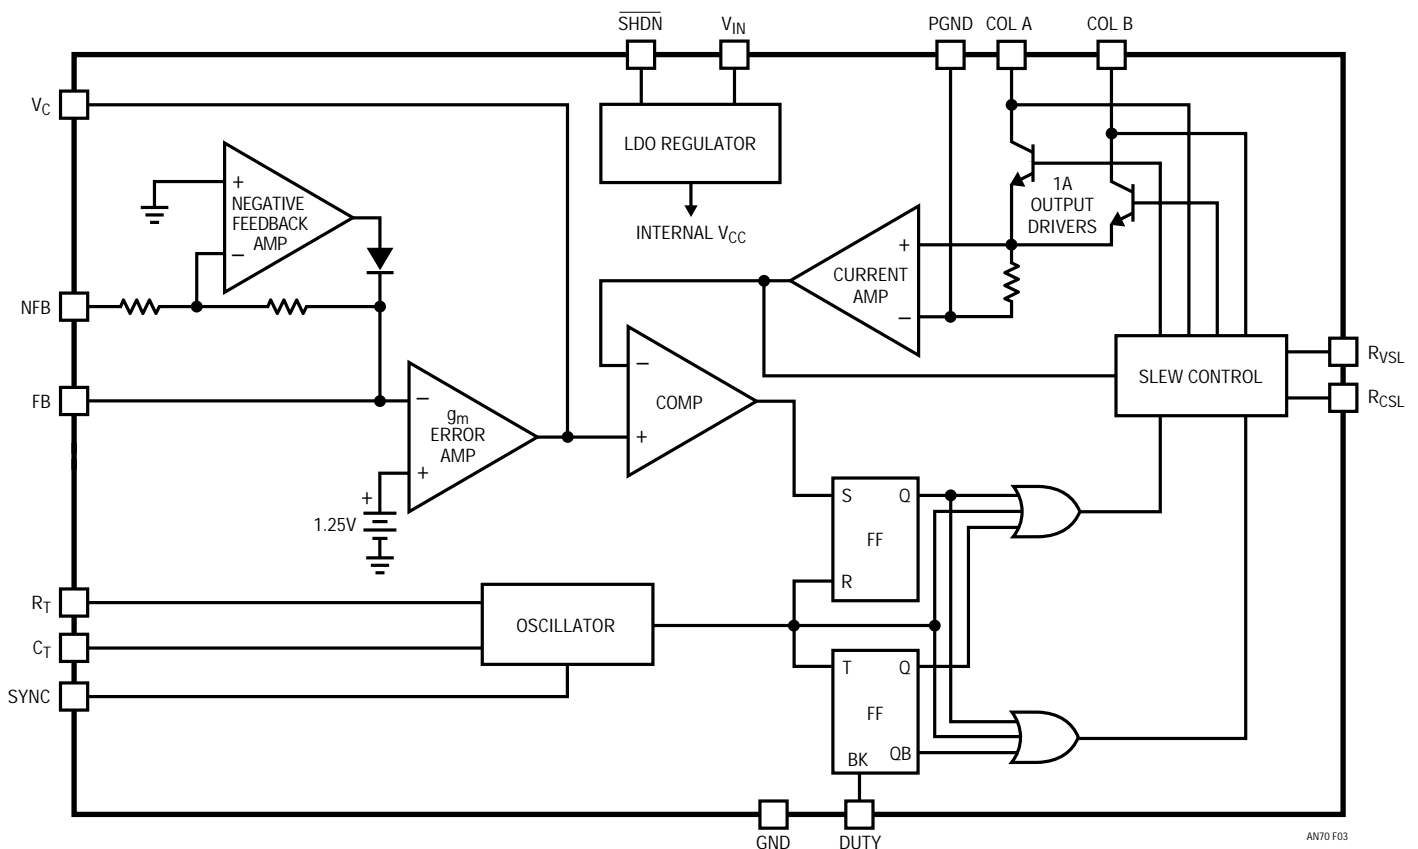 SHDN
VIN
PGND
COL A
COL B
VC
LDO REGULATOR
INTERNAL VCC
+
NEGATIVE
FEEDBACK
AMP
−
1A
OUTPUT
DRIVERS
+
CURRENT
AMP
−
NFB
FB
−
gm
ERROR
AMP
+
+
1.25V
−
COMP
+
SLEW CONTROL
RVSL
RCSL
S
Q
FF
R
RT
CT
SYNC
OSCILLATOR
T
Q
FF
BK
QB
GND
DUTY
AN70 F03